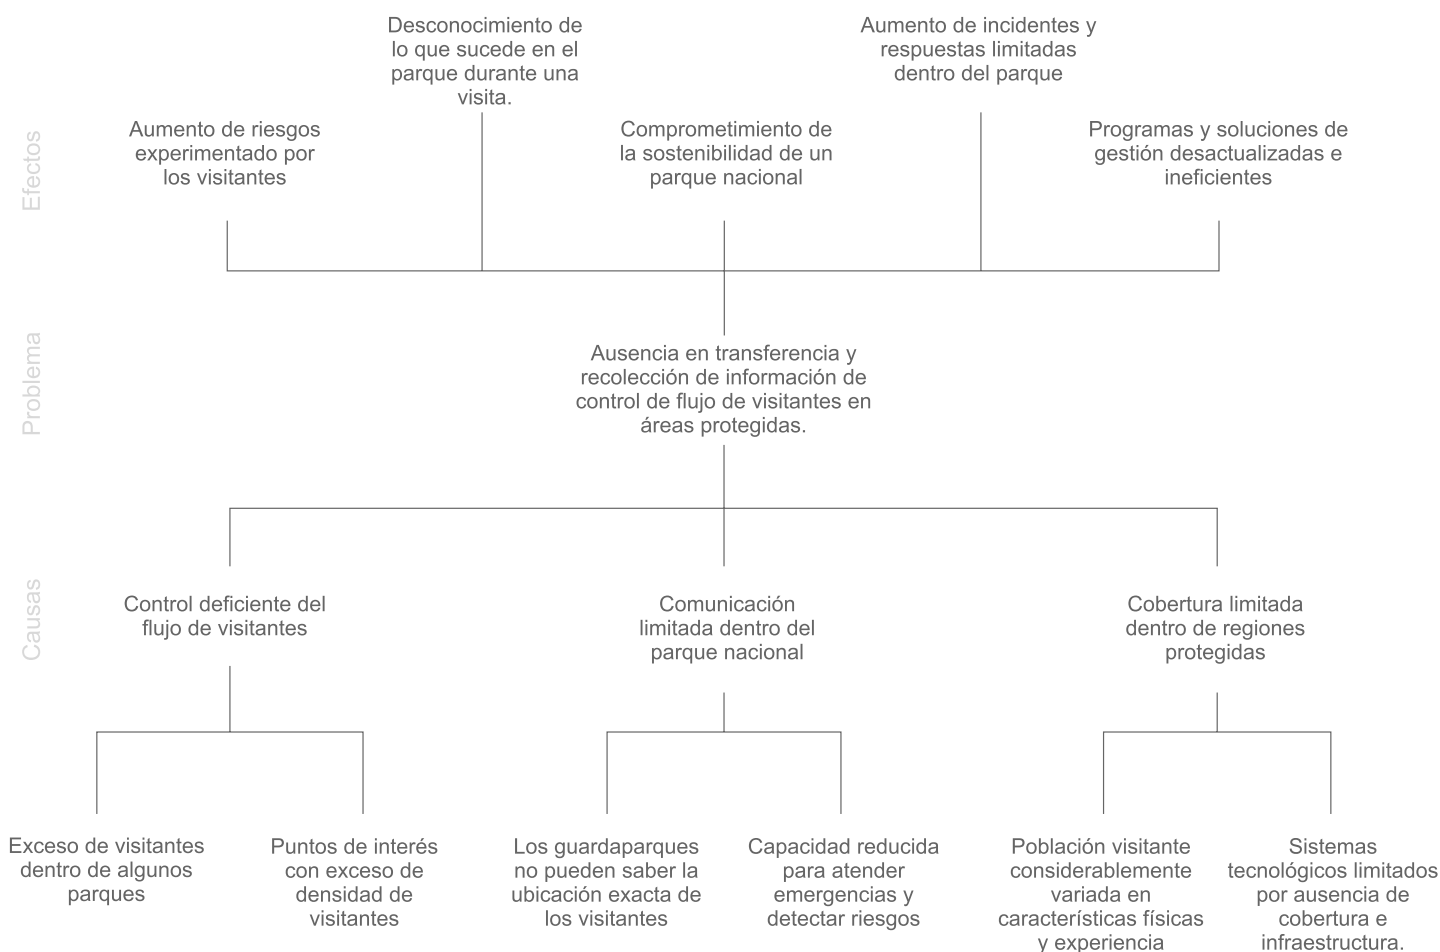 Desconocimiento de
lo que sucede en el
parque durante una
visita.
Aumento de incidentes y
respuestas limitadas
dentro del parque
Efectos
Aumento de riesgos
experimentado por
los visitantes
Comprometimiento de
la sostenibilidad de un
parque nacional
Programas y soluciones de
gestión desactualizadas e
ineficientes
Problema
Ausencia en transferencia y
recolección de información de
control de flujo de visitantes en
áreas protegidas.
Causas
Control deficiente del
flujo de visitantes
Comunicación
limitada dentro del
parque nacional
Cobertura limitada
dentro de regiones
protegidas
Exceso de visitantes
dentro de algunos
parques
Puntos de interés
con exceso de
densidad de
visitantes
Los guardaparques
no pueden saber la
ubicación exacta de
los visitantes
Capacidad reducida
para atender
emergencias y
detectar riesgos
Población visitante
considerablemente
variada en
características físicas
y experiencia
Sistemas
tecnológicos limitados
por ausencia de
cobertura e
infraestructura.